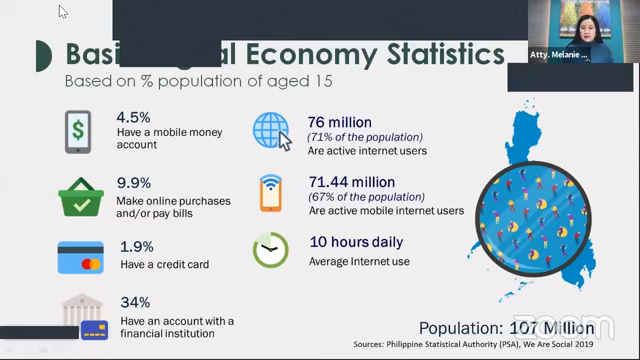 Atty. Melanie ...
Economy Statistics
Based on % population of aged 15
4.5%
Have a mobile money
account
9.9%
Make online purchases
and/or pay bills
1.9%
Have a credit card
34%
Have an account with a
financial institution
76 million
(71% of the population)
Are active internet users
71.44 million
(67% of the population)
Are active mobile internet users
10 hours daily
Average Internet use
Population: 107 Million
zoom
Sources: Philippine Statistical Authority (PSA), We Are Social 2019